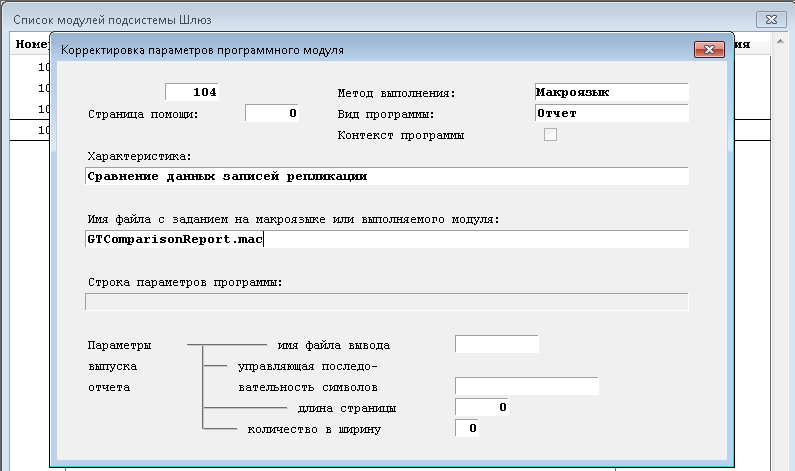 Список модулей подсистемы Шлюз
Номе
ия
Корректировка параметров программного модуля
10
10
10
10
104
Метод выполнения:
Макроязык
Страница помощи:
0
Вид программы:
Отчет
Контекст программы
Характеристика:
Сравнение данных записей репликации
Имя файла с заданием на макроязыке или выполняемого модуля:
GTComparisonReport.mac
Строка параметров программы:
Параметры
имя файла вывода
выпуска
управляющая последо-
отчета
вательность символов
длина страницы
0
количество в ширину
0